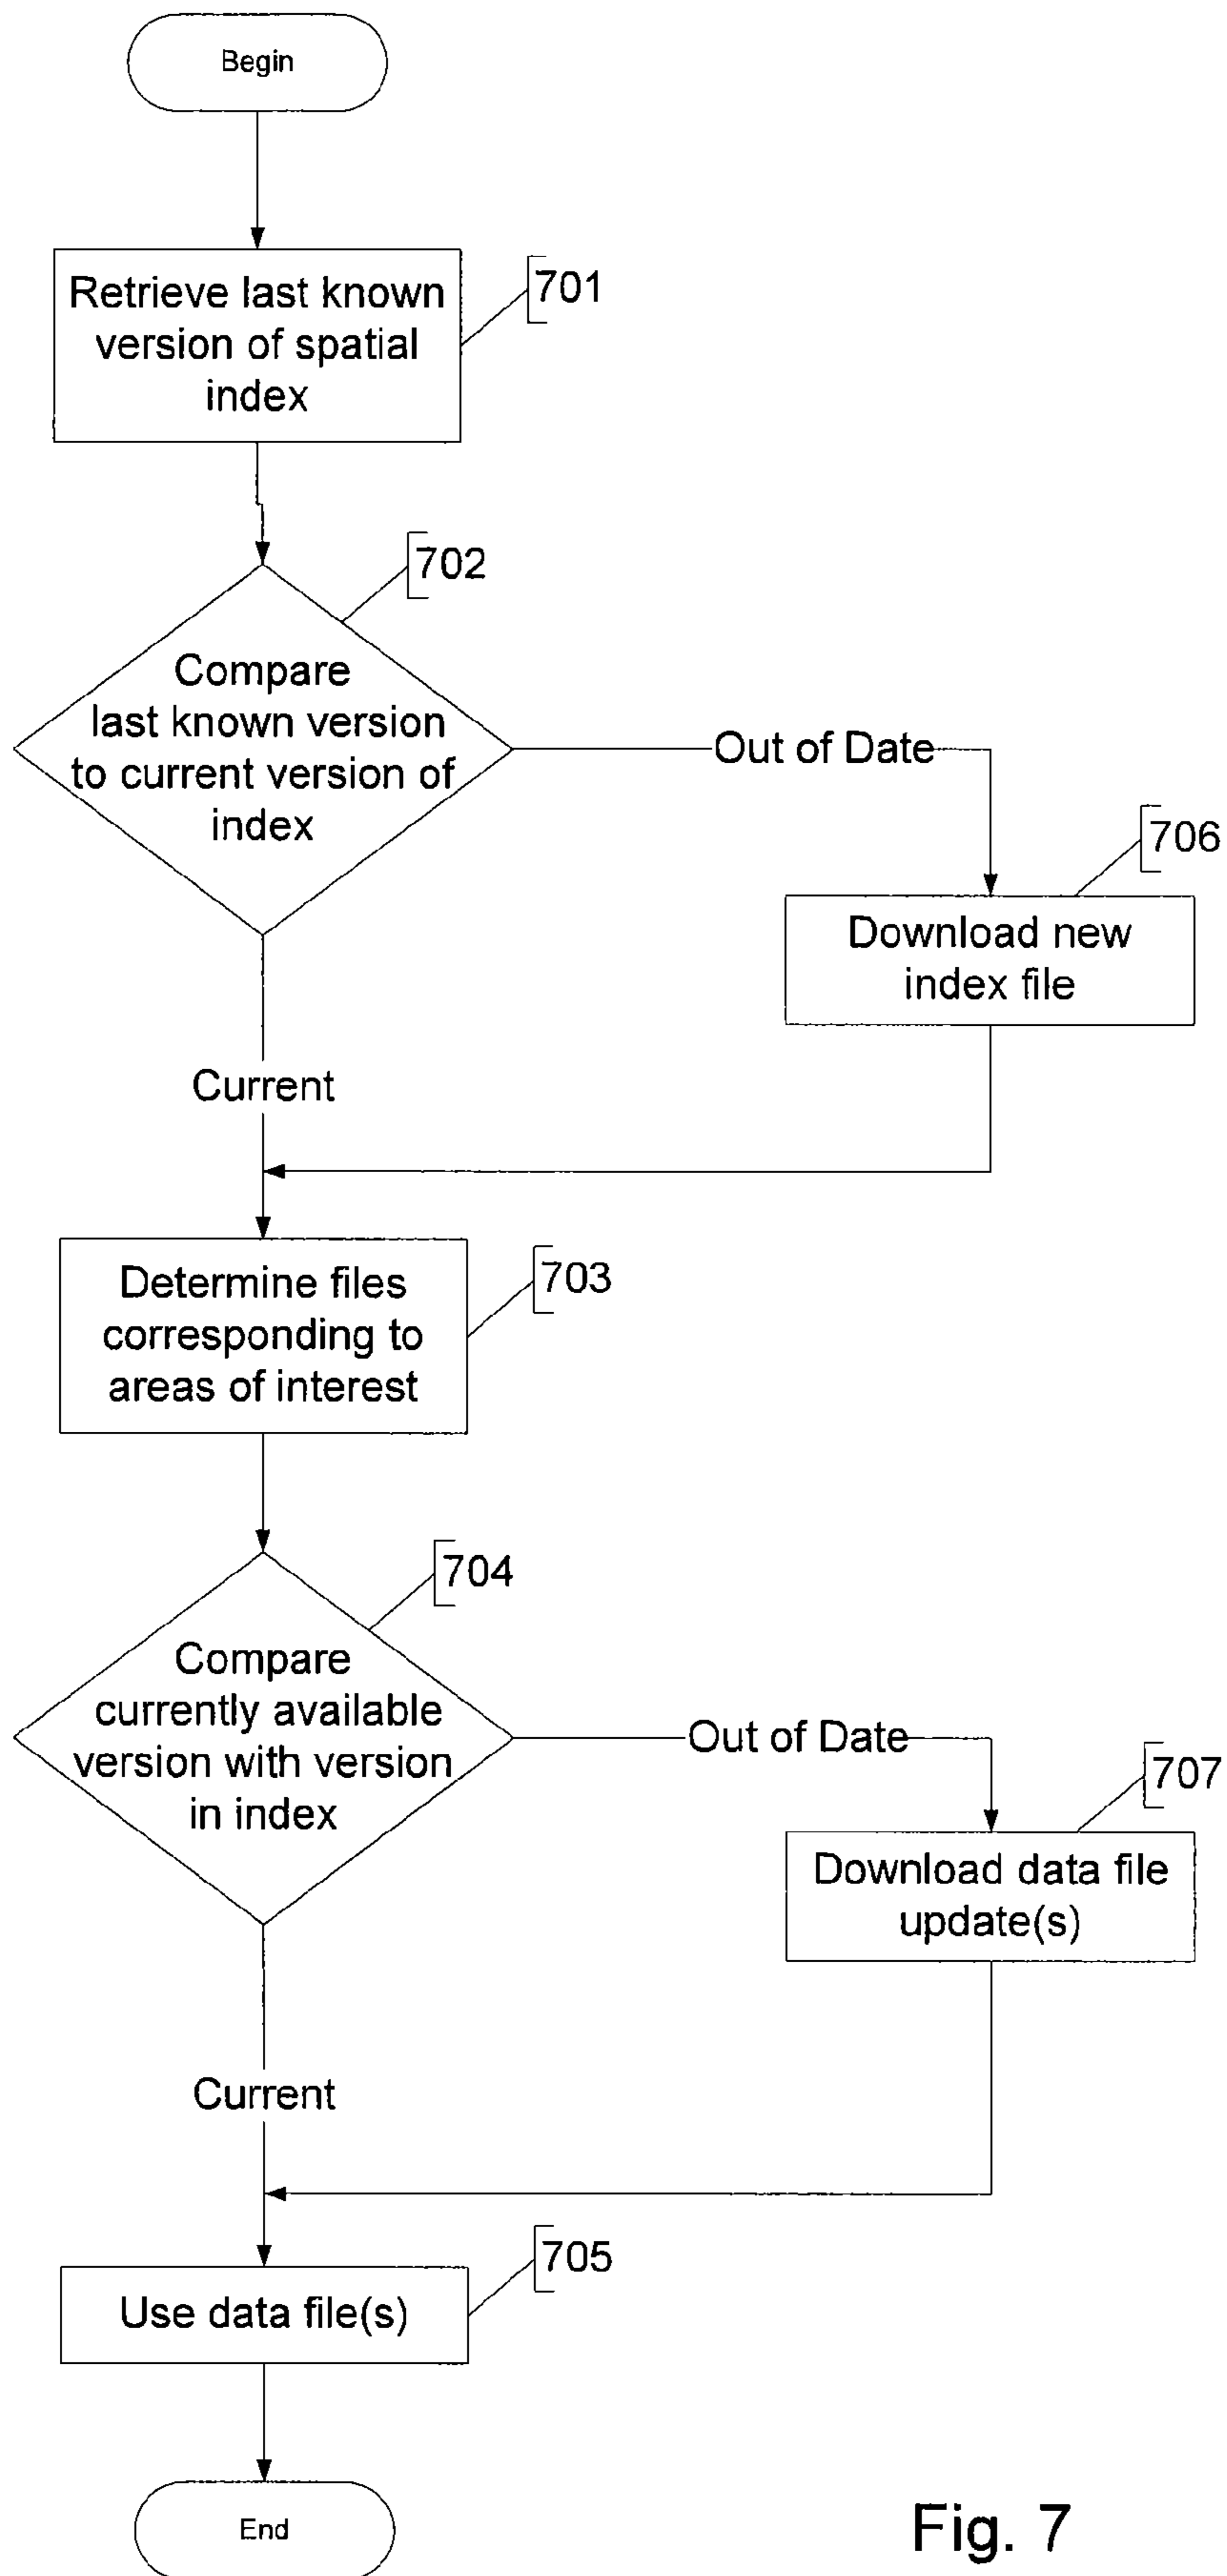 Begin
Retrieve last known
version of spatial
index
701
702
Compare
last known version
to current version of
index
Out of Date
706
Download new
index file
Current
Determine files
corresponding to
areas of interest
703
704
Compare
currently available
version with version
in index
Out of Date
707
Download data file
update(s)
Current
705
Use data file(s)
End
Fig. 7